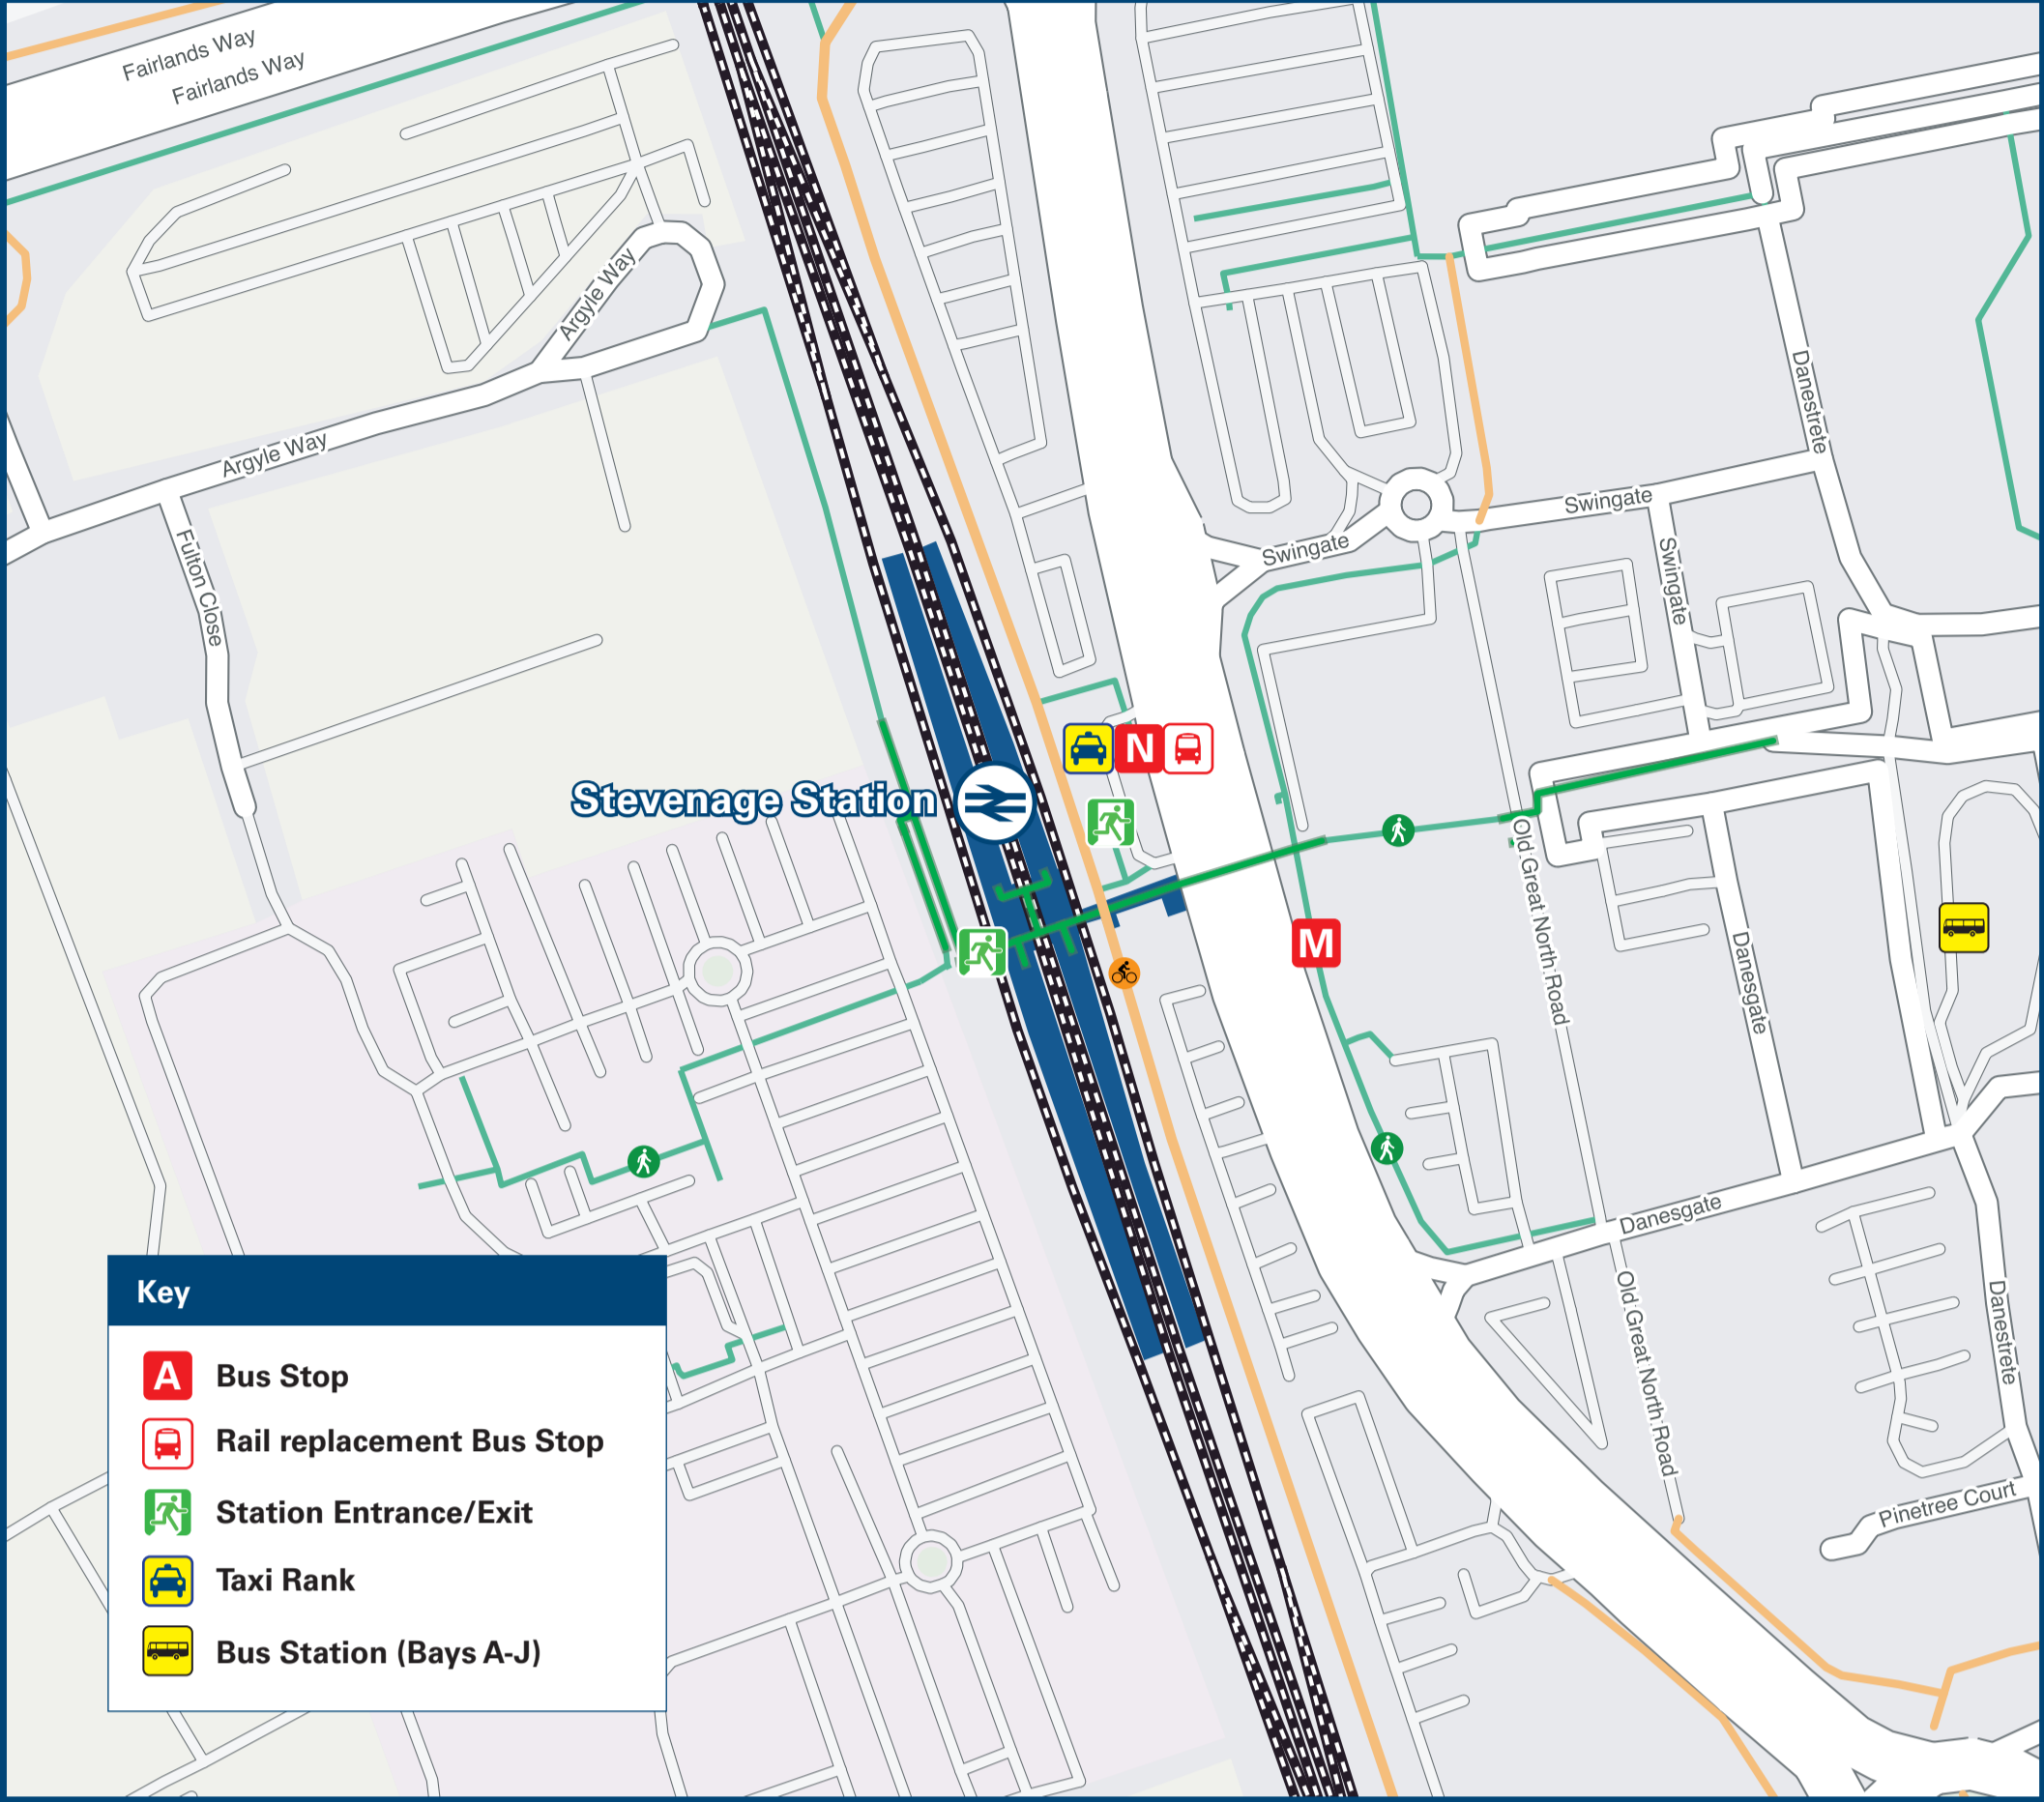 Fairlands Way
Fairlands Way
Argyle Way
Argyle Way
Fulton Close
Danestrete
Swingate
Swingate
Swingate
N
Stevenage Station
M
Old Great North Road
Danesgate
Danesgate
Old Great North Road
Danestrete
Pinetree Court
Key
A Bus Stop
Rail replacement Bus Stop
Station Entrance/Exit
Taxi Rank
Bus Station (Bays A-J)